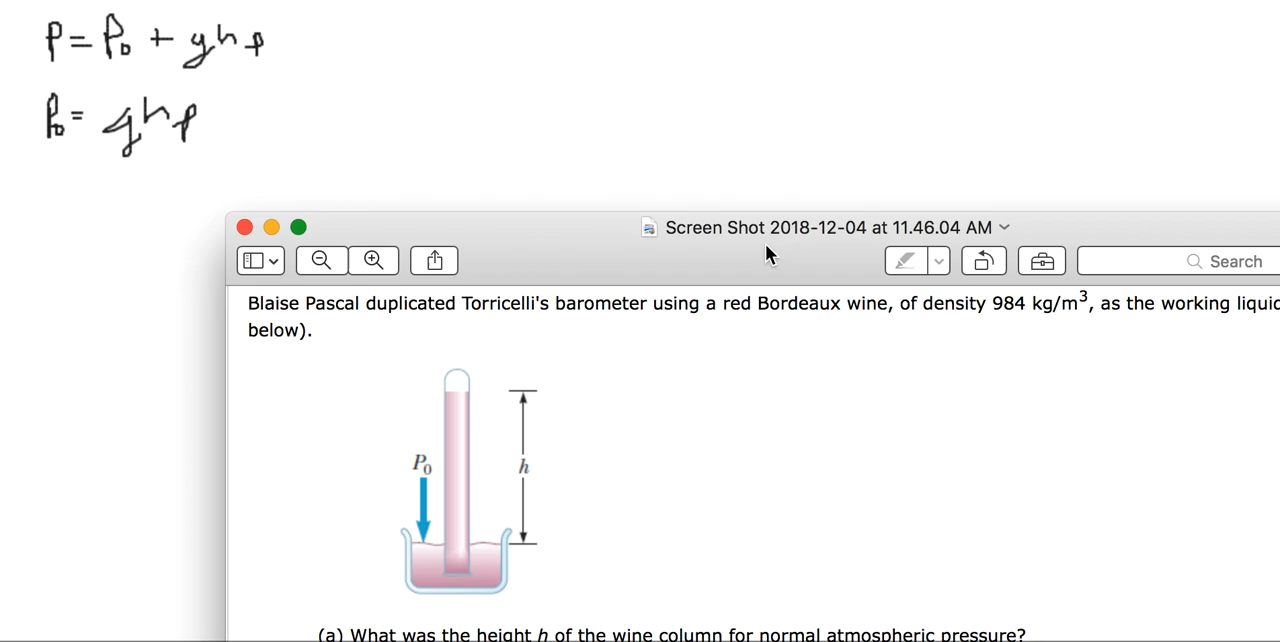 P = P₀ + ghρ
P₀ = ghρ
Screen Shot 2018-12-04 at 11.46.04 AM
Search
Blaise Pascal duplicated Torricelli's barometer using a red Bordeaux wine, of density 984 kg/m³, as the working
below).
P₀
h
(a) What was the height h of the wine column for normal atmospheric pressure?